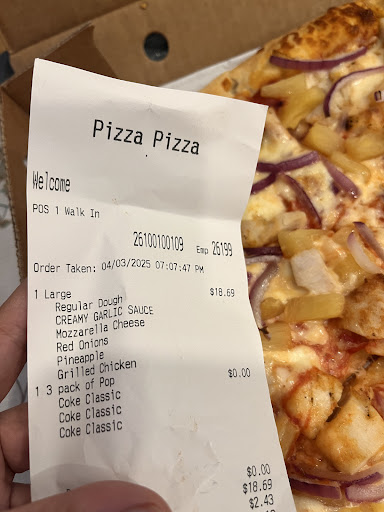 Pizza Pizza
Welcome
POS 1 Walk In
26100100109 Emp 26199
Order Taken: 04/03/2025 07:07:47 PM
1 Large $18.69
Regular Dough
CREAMY GARLIC SAUCE
Mozzarella Cheese
Red Onions
Pineapple
Grilled Chicken
1 3 pack of Pop $0.00
Coke Classic
Coke Classic
Coke Classic
$0.00
$18.69
$2.43